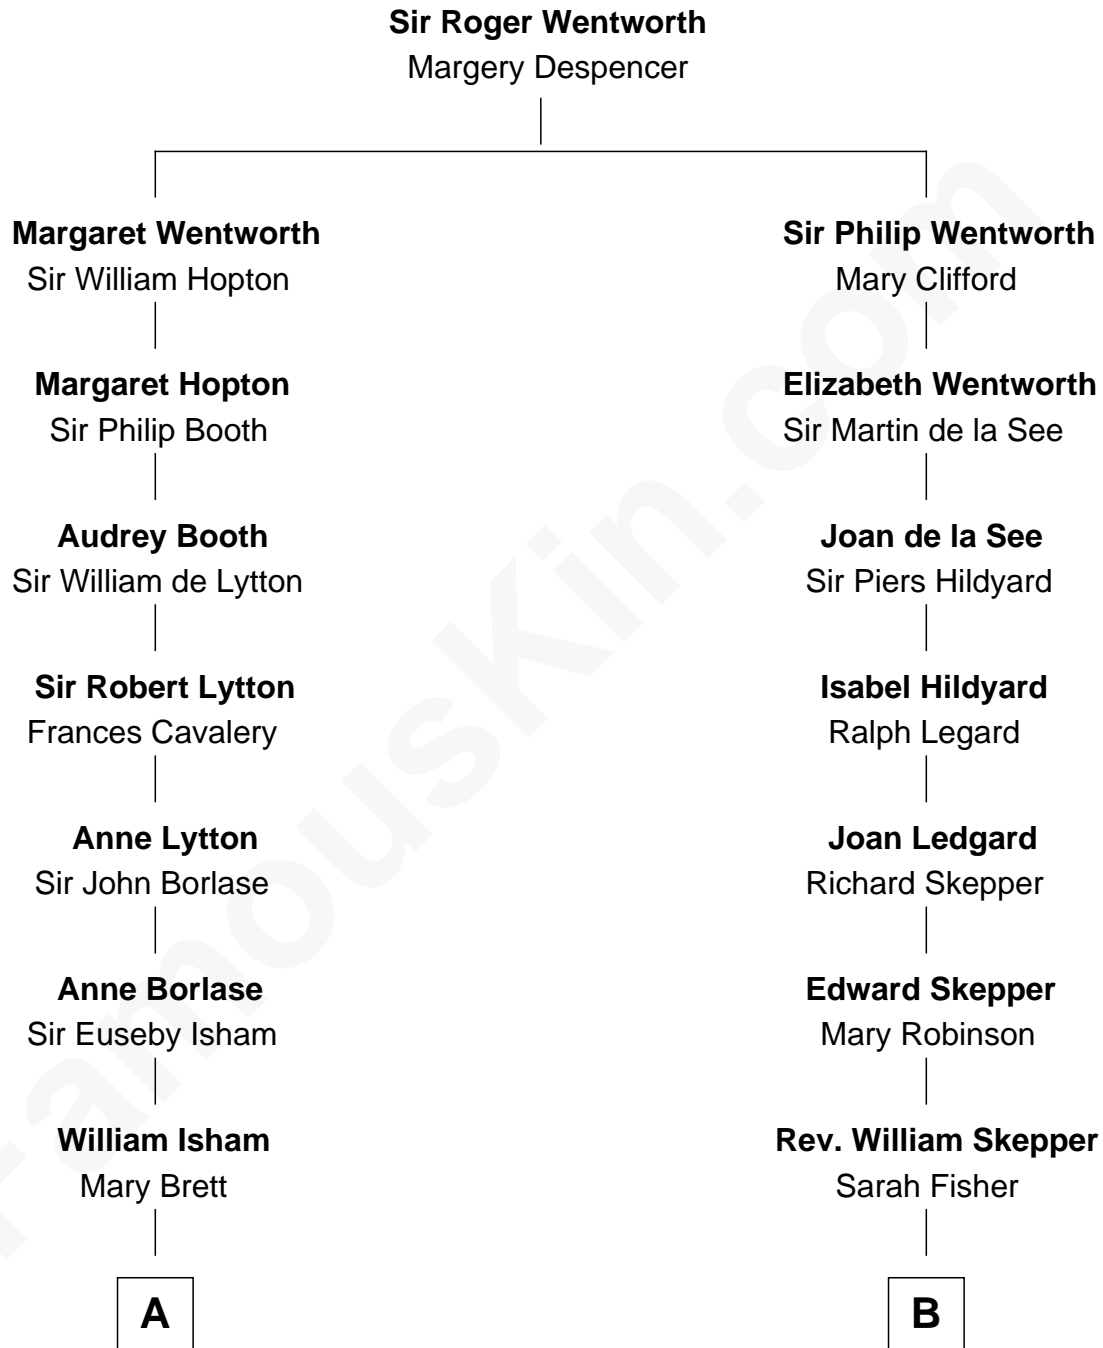 Sir Roger Wentworth
Margery Despencer
Margaret Wentworth
Sir William Hopton
Sir Philip Wentworth
Mary Clifford
Margaret Hopton
Sir Philip Booth
Elizabeth Wentworth
Sir Martin de la See
Audrey Booth
Sir William de Lytton
Joan de la See
Sir Piers Hildyard
Sir Robert Lytton
Frances Cavalery
Isabel Hildyard
Ralph Legard
Anne Lytton
Sir John Borlase
Joan Ledgard
Richard Skepper
Anne Borlase
Sir Euseby Isham
Edward Skepper
Mary Robinson
William Isham
Mary Brett
Rev. William Skepper
Sarah Fisher
A
B
FamousKin.com